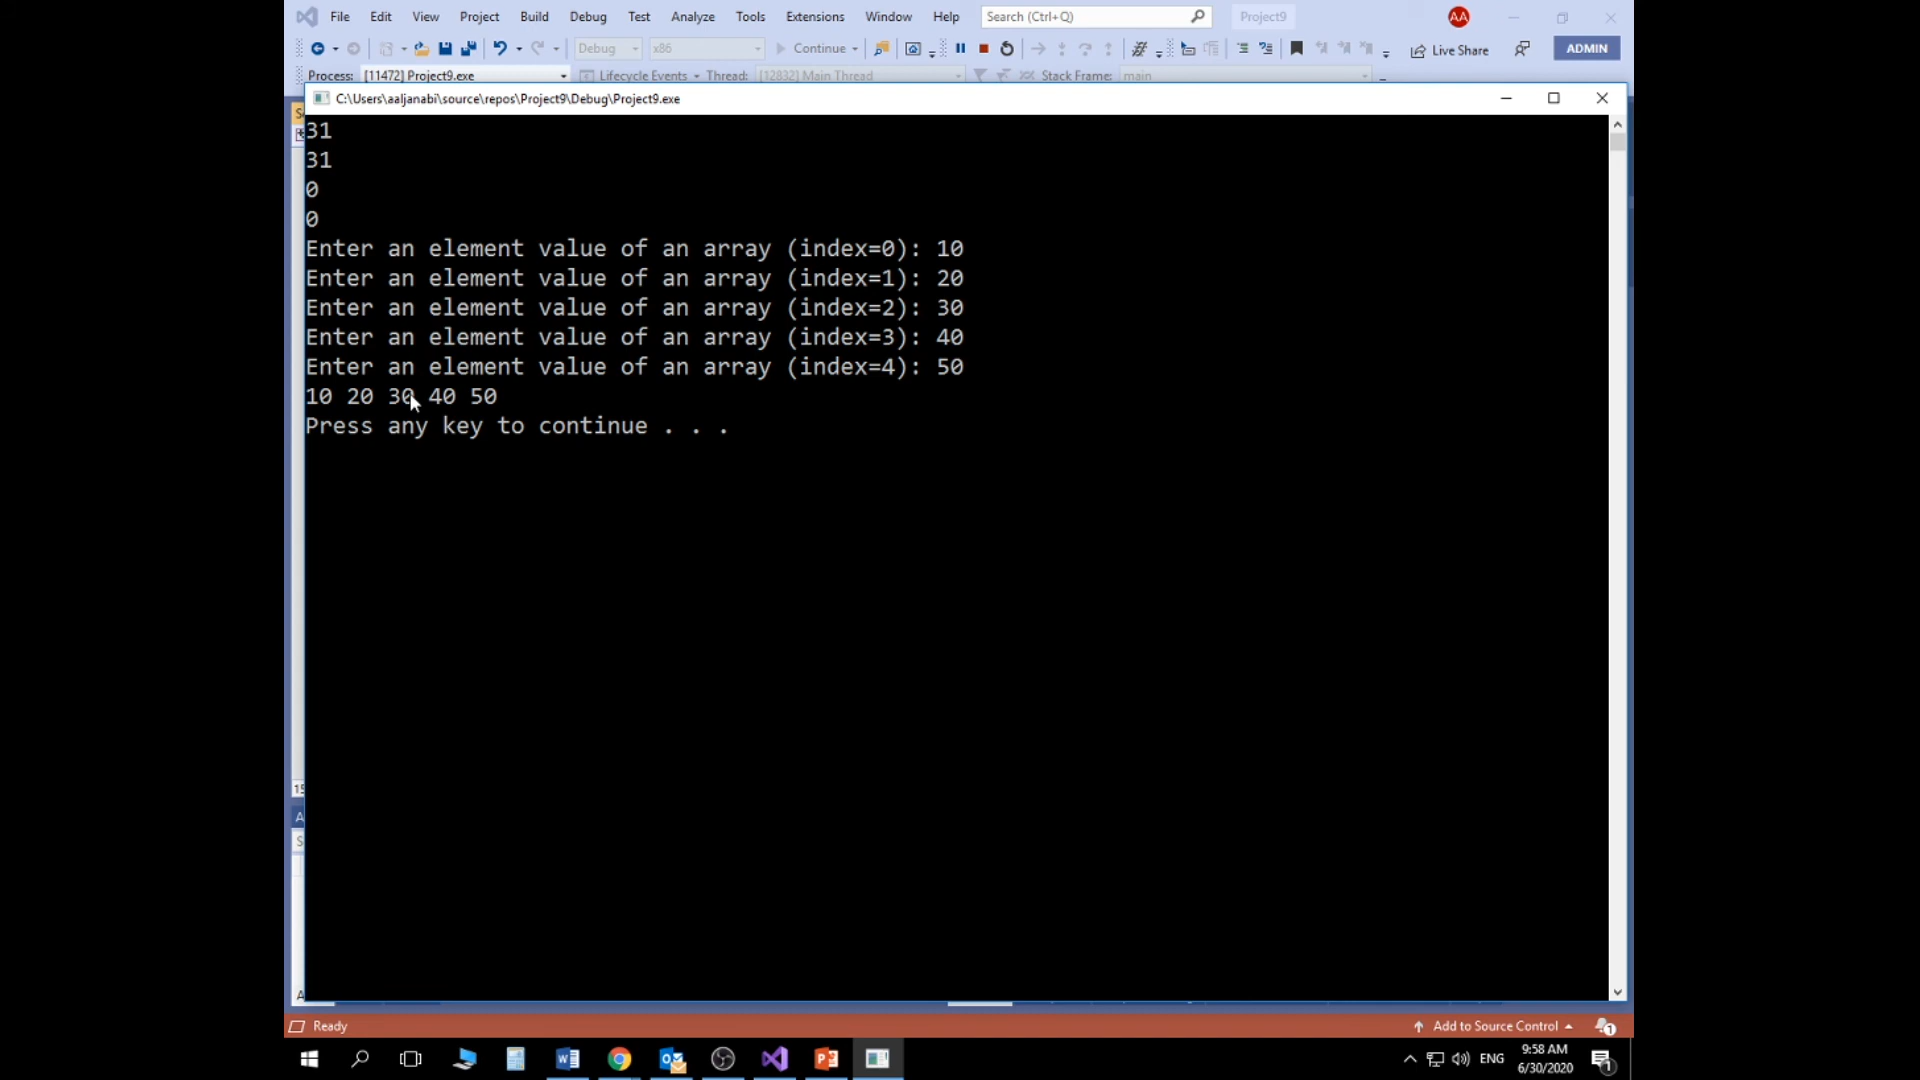 File Edit View Project Build Debug Test Analyze Tools Extensions Window Help Search (Ctrl+Q) Project9 AA
Debug x86 Continue Live Share ADMIN
Process: [11472] Project9.exe Lifecycle Events Thread: [12832] Main Thread Stack Frame: main
C:\Users\aaljanabi\source\repos\Project9\Debug\Project9.exe
31
31
0
0
Enter an element value of an array (index=0): 10
Enter an element value of an array (index=1): 20
Enter an element value of an array (index=2): 30
Enter an element value of an array (index=3): 40
Enter an element value of an array (index=4): 50
10 20 30 40 50
Press any key to continue . . .
Ready Add to Source Control 1
ENG 9:58 AM
6/30/2020 1